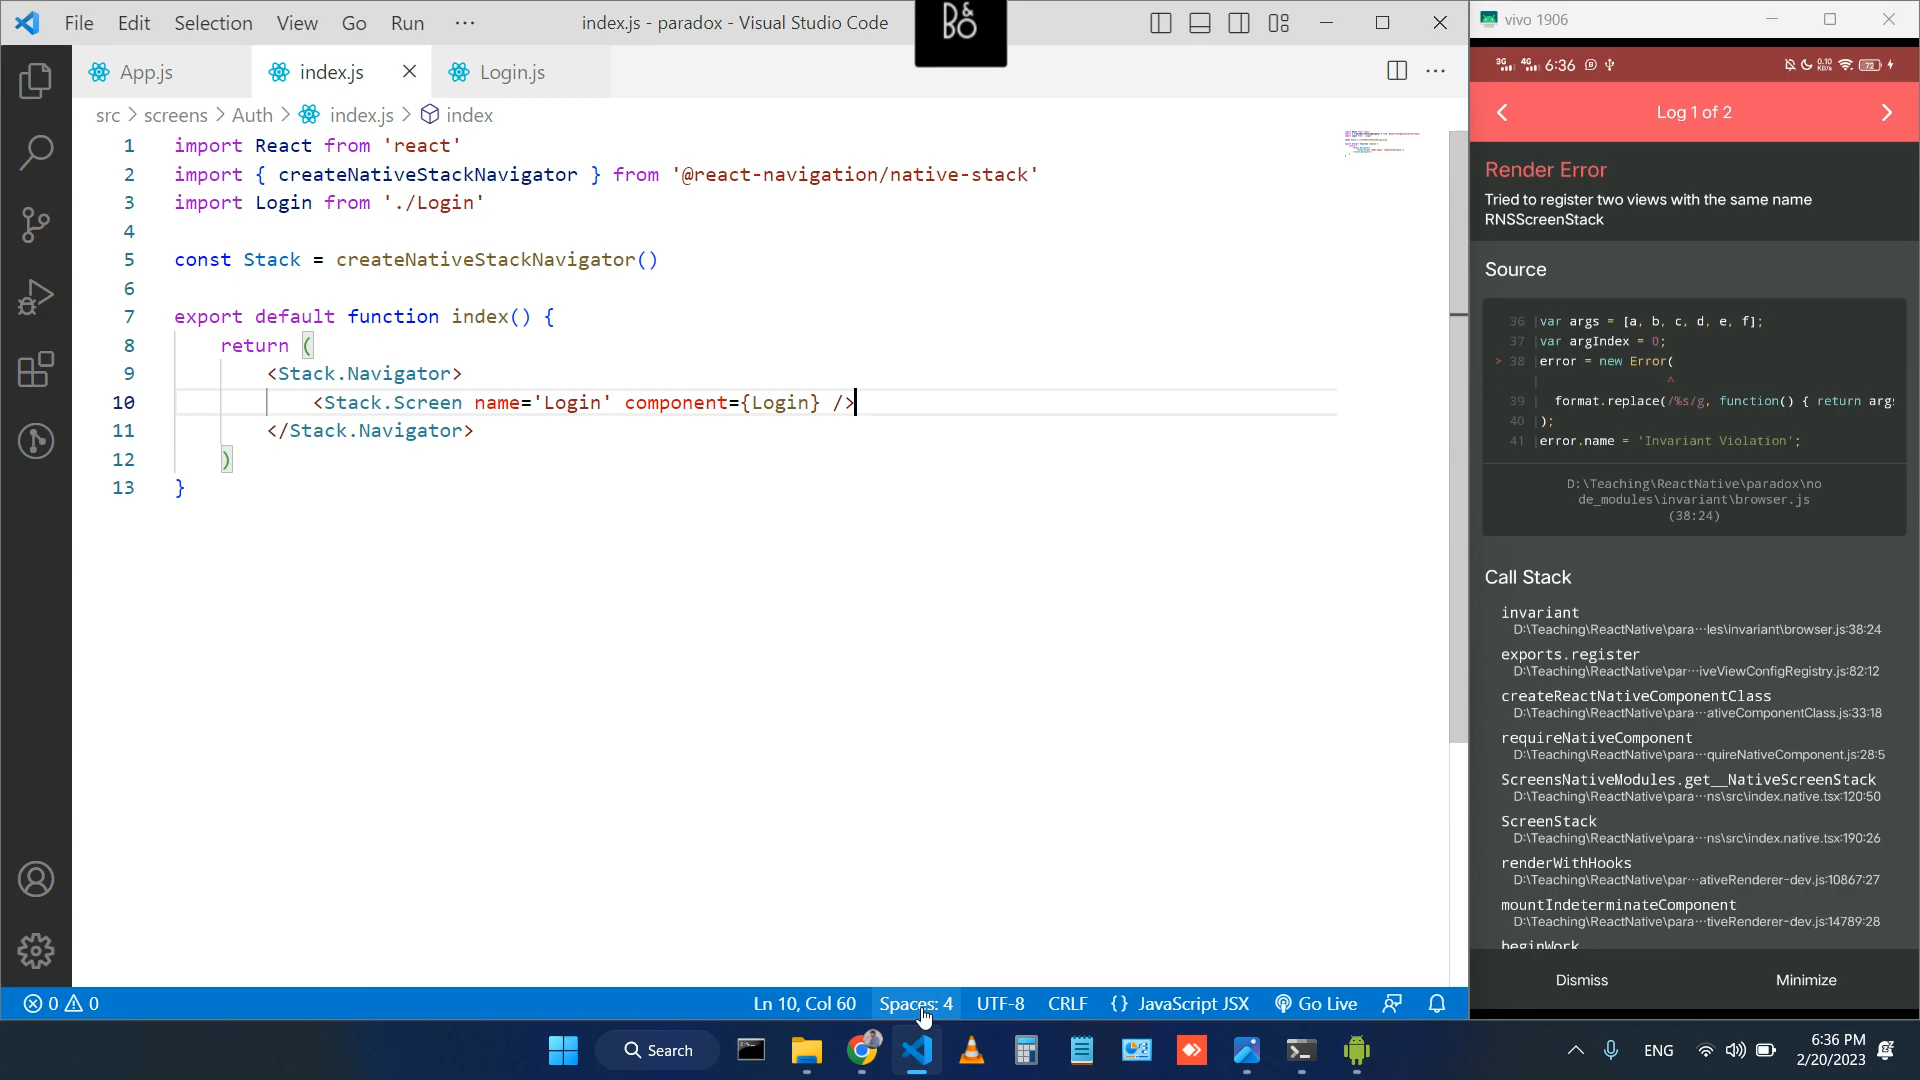 File Edit Selection View Go Run ···
index.js - paradox - Visual Studio Code
B&O
App.js
index.js
Login.js
src > screens > Auth > index.js > index
1 import React from 'react'
2 import { createNativeStackNavigator } from '@react-navigation/native-stack'
3 import Login from './Login'
4
5 const Stack = createNativeStackNavigator()
6
7 export default function index() {
8 return (
9 <Stack.Navigator>
10 <Stack.Screen name='Login' component={Login} />
11 </Stack.Navigator>
12 )
13 }
0 0
Ln 10, Col 60 Spaces: 4 UTF-8 CRLF {} JavaScript JSX Go Live
vivo 1906
3G 4G 6:36
0.10 KB/s 72
Log 1 of 2
Render Error
Tried to register two views with the same name
RNSScreenStack
Source
36 |var args = [a, b, c, d, e, f];
37 |var argIndex = 0;
> 38 |error = new Error(
| ^
39 | format.replace(/%s/g, function() { return arg
40 |);
41 |error.name = 'Invariant Violation';
D:\Teaching\ReactNative\paradox\no
de_modules\invariant\browser.js
(38:24)
Call Stack
invariant
D:\Teaching\ReactNative\para···les\invariant\browser.js:38:24
exports.register
D:\Teaching\ReactNative\par···iveViewConfigRegistry.js:82:12
createReactNativeComponentClass
D:\Teaching\ReactNative\para···ativeComponentClass.js:33:18
requireNativeComponent
D:\Teaching\ReactNative\para···quireNativeComponent.js:28:5
ScreensNativeModules.get__NativeScreenStack
D:\Teaching\ReactNative\para···ns\src\index.native.tsx:120:50
ScreenStack
D:\Teaching\ReactNative\para···ns\src\index.native.tsx:190:26
renderWithHooks
D:\Teaching\ReactNative\par···ativeRenderer-dev.js:10867:27
mountIndeterminateComponent
D:\Teaching\ReactNative\para···tiveRenderer-dev.js:14789:28
beginWork
Dismiss Minimize
Search
ENG
6:36 PM
2/20/2023